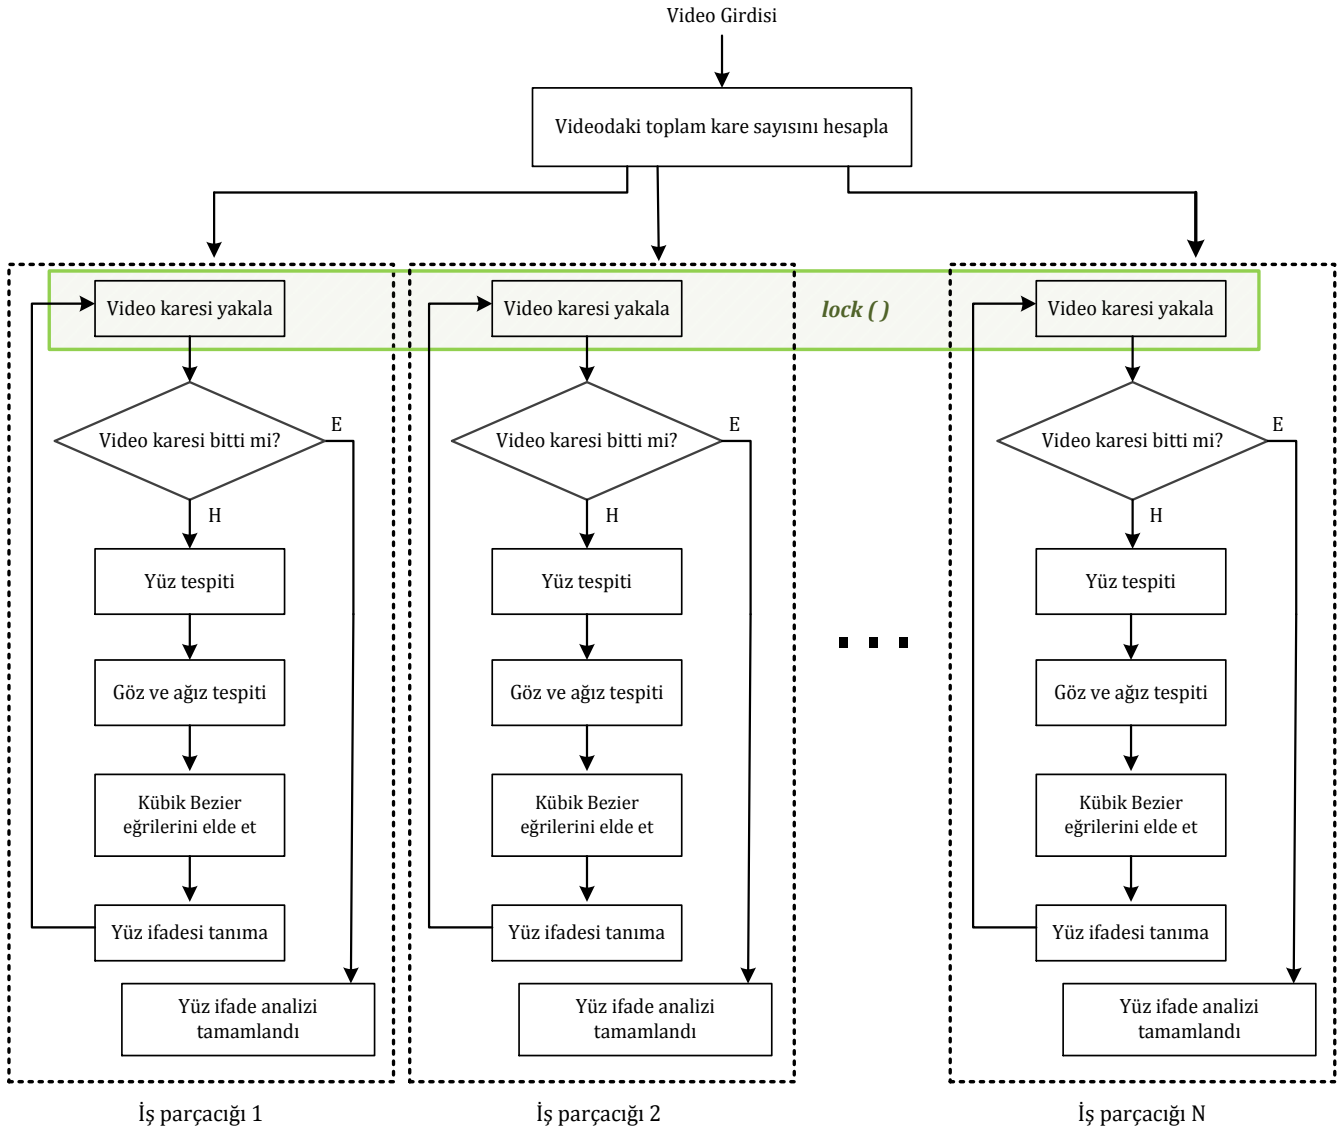 Video Girdisi
Videodaki toplam kare sayısını hesapla
Video karesi yakala
Video karesi bitti mi?
E
H
Yüz tespiti
Göz ve ağız tespiti
Kübik Bezier
eğrilerini elde et
Yüz ifadesi tanıma
Yüz ifade analizi
tamamlandı
İş parçacığı 1
Video karesi yakala
Video karesi bitti mi?
E
H
Yüz tespiti
Göz ve ağız tespiti
Kübik Bezier
eğrilerini elde et
Yüz ifadesi tanıma
Yüz ifade analizi
tamamlandı
İş parçacığı 2
lock ( )
...
Video karesi yakala
Video karesi bitti mi?
E
H
Yüz tespiti
Göz ve ağız tespiti
Kübik Bezier
eğrilerini elde et
Yüz ifadesi tanıma
Yüz ifade analizi
tamamlandı
İş parçacığı N